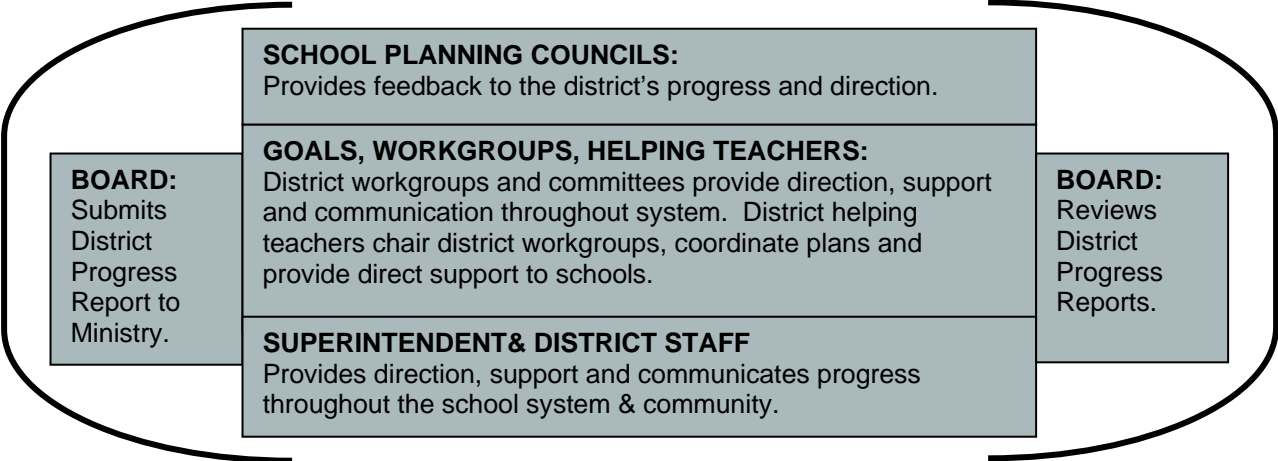 SCHOOL PLANNING COUNCILS:
Provides feedback to the district’s progress and direction.
GOALS, WORKGROUPS, HELPING TEACHERS:
District workgroups and committees provide direction, support
and communication throughout system.  District helping
teachers chair district workgroups, coordinate plans and
provide direct support to schools.
SUPERINTENDENT& DISTRICT STAFF
Provides direction, support and communicates progress
throughout the school system & community.
BOARD:
Submits
District
Progress
Report to
Ministry.
BOARD:
Reviews
District
Progress
Reports.